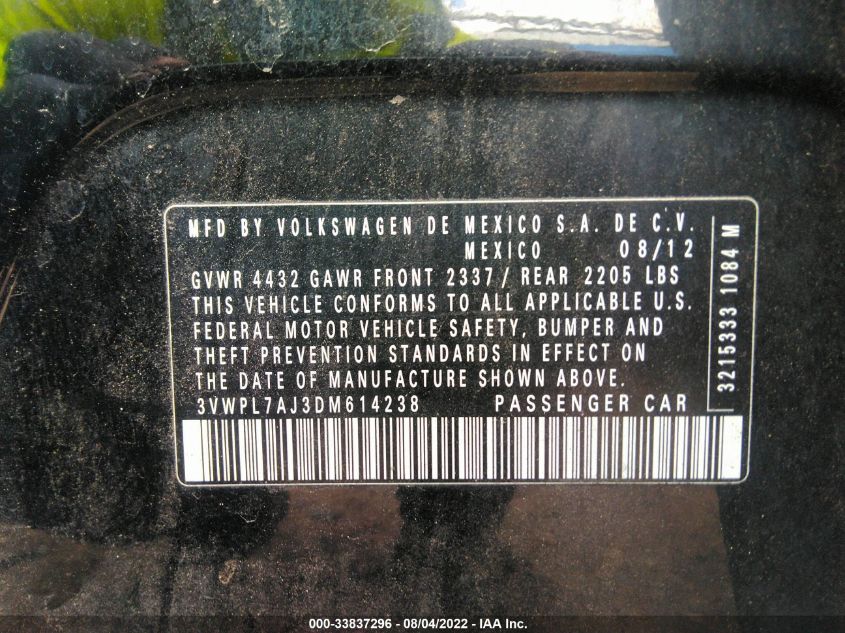 MFD BY VOLKSWAGEN DE MEXICO S.A. DE C.V.
MEXICO 08/12
GVWR 4432 GAWR FRONT 2337/ REAR 2205 LBS
THIS VEHICLE CONFORMS TO ALL APPLICABLE U.S.
FEDERAL MOTOR VEHICLE SAFETY, BUMPER AND
THEFT PREVENTION STANDARDS IN EFFECT ON
THE DATE OF MANUFACTURE SHOWN ABOVE.
3VWPL7AJ3DM614238 PASSENGER CAR
3215333 1084 M
000-33837296 - 08/04/2022 - IAA Inc.